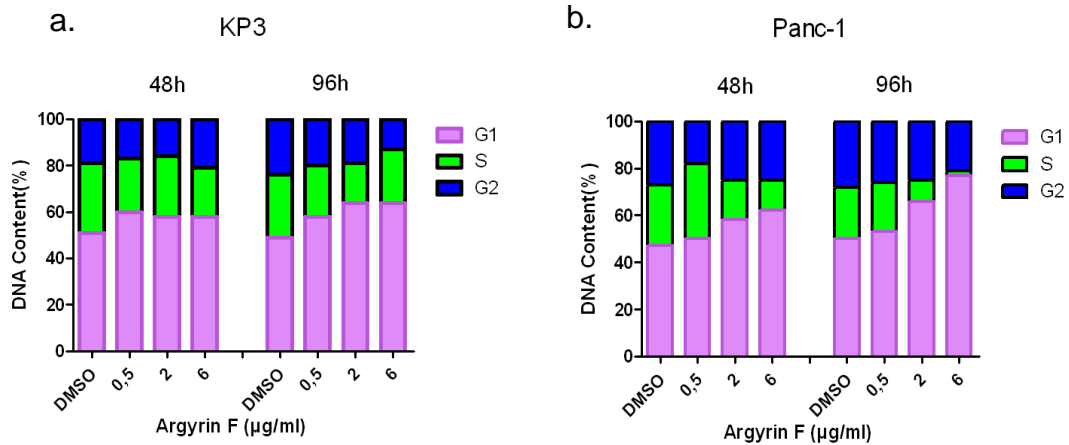 a.
KP3
48h
96h
DNA Content(% )
100
80
60
40
20
0
DMSO
0,5
2
6
DMSO
0,5
2
6
Argyrin F (µg/ml)
G1
S
G2
b.
Panc-1
48h
96h
DNA Content(% )
100
80
60
40
20
0
DMSO
0,5
2
6
DMSO
0,5
2
6
Argyrin F (µg/ml)
G1
S
G2